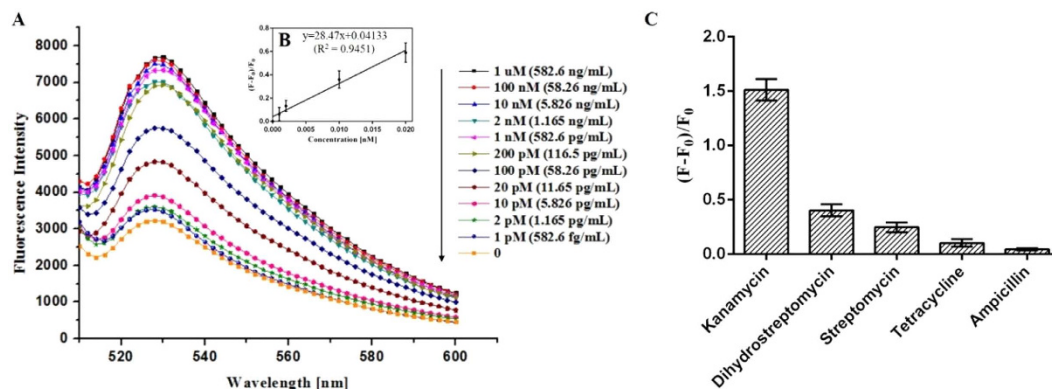 A
Fluorescence Intensity
8000
7000
6000
5000
4000
3000
2000
1000
0
520
540
560
580
600
Wavelength [nm]
B
y=28.47x+0.04133
(R² = 0.9451)
(F-F₀)/F₀
0.8
0.6
0.4
0.2
0.0
0.000
0.005
0.010
0.015
0.020
Concentration [nM]
1 uM (582.6 ng/mL)
100 nM (58.26 ng/mL)
10 nM (5.826 ng/mL)
2 nM (1.165 ng/mL)
1 nM (582.6 pg/mL)
200 pM (116.5 pg/mL)
100 pM (58.26 pg/mL)
20 pM (11.65 pg/mL)
10 pM (5.826 pg/mL)
2 pM (1.165 pg/mL)
1 pM (582.6 fg/mL)
0
C
(F-F₀)/F₀
2.0
1.5
1.0
0.5
0.0
Kanamycin
Dihydrostreptomycin
Streptomycin
Tetracycline
Ampicillin